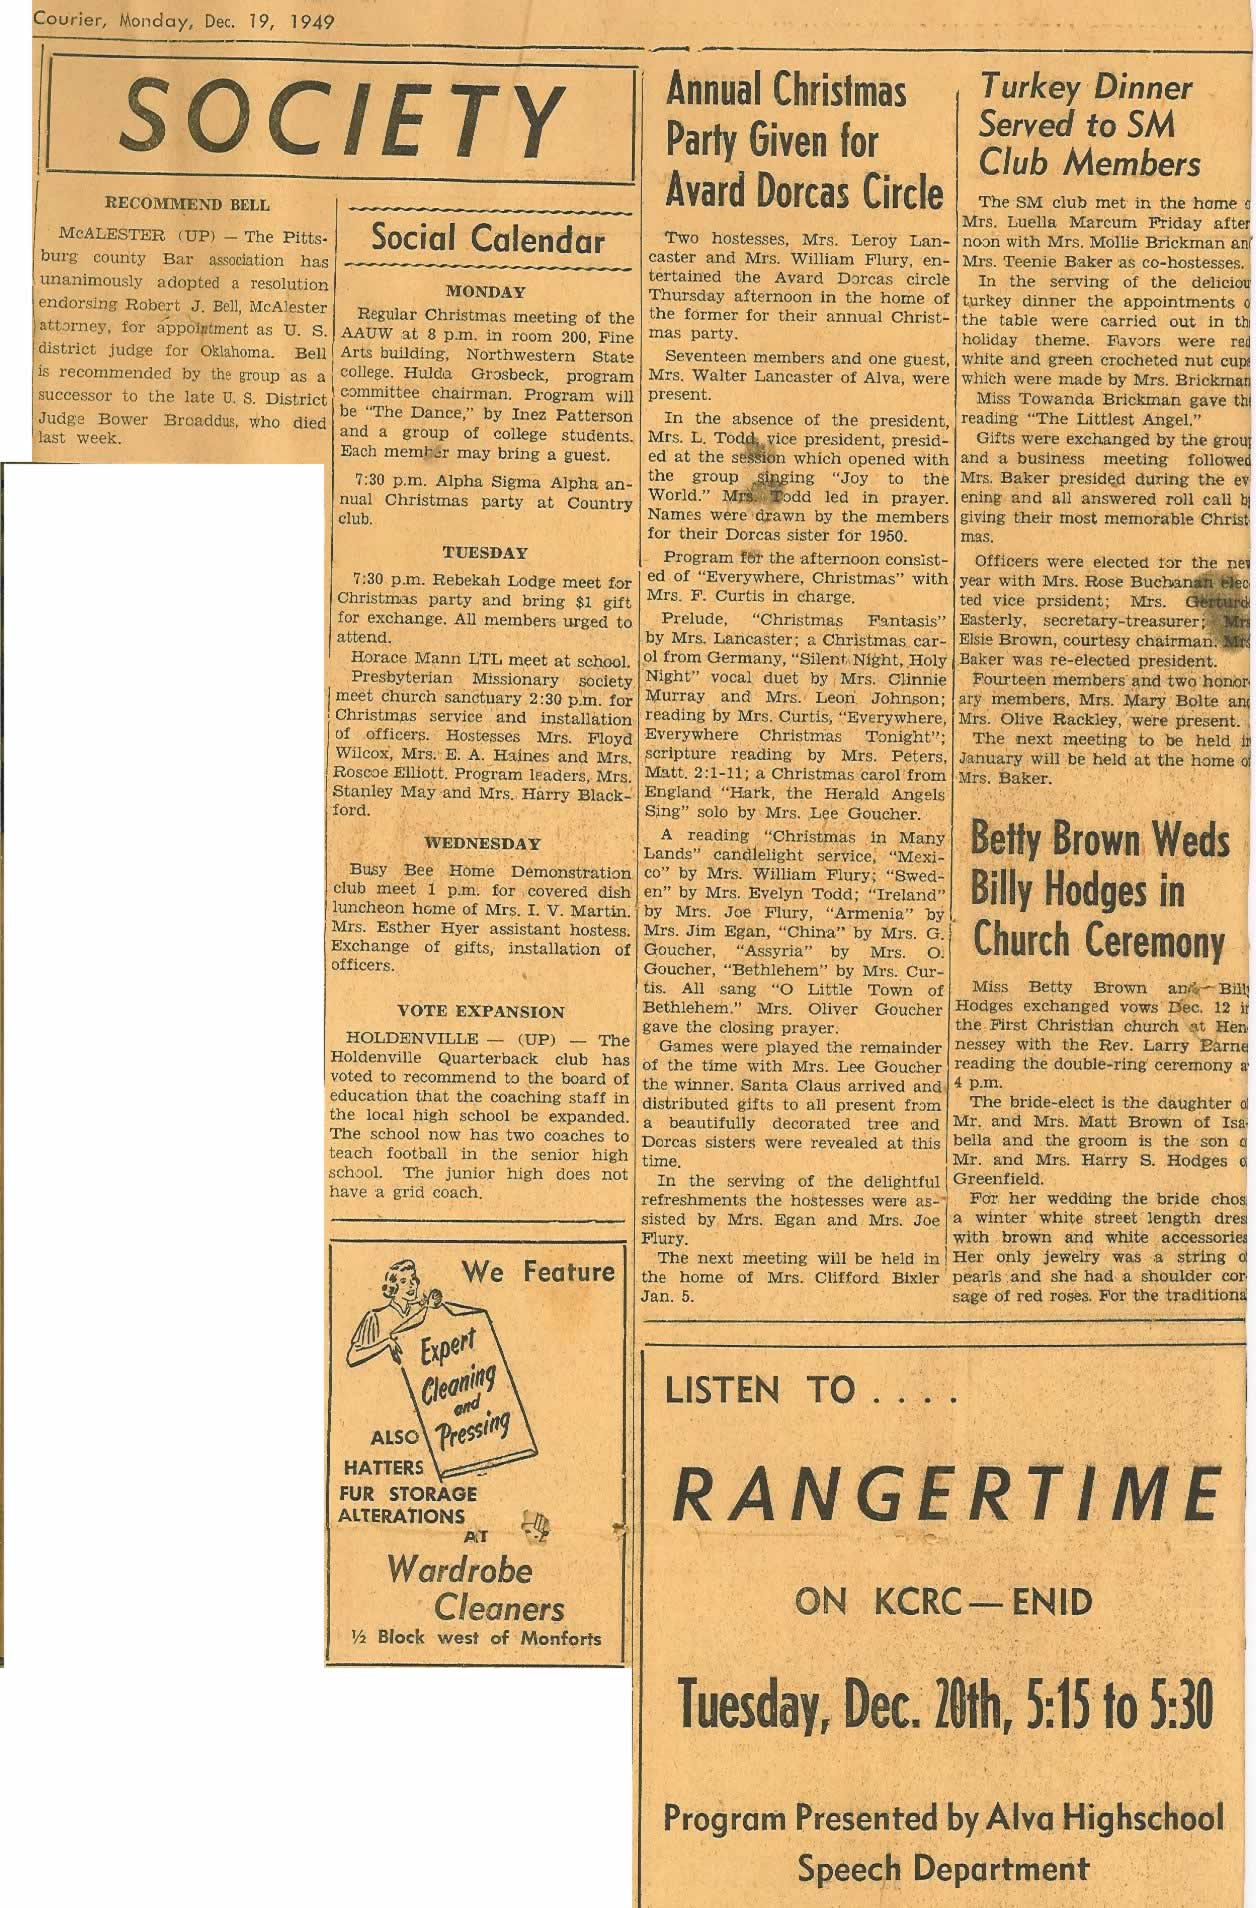 Courier, Monday, Dec. 19, 1949
SOCIETY
RECOMMEND BELL
McALESTER (UP) — The Pitts-
burg county Bar association has
unanimously adopted a resolution
endorsing Robert J. Bell, McAlester
attorney, for appointment as U. S.
district judge for Oklahoma. Bell
is recommended by the group as a
successor to the late U. S. District
Judge Bower Broaddus, who died
last week.
Social Calendar
MONDAY
Regular Christmas meeting of the
AAUW at 8 p.m. in room 200, Fine
Arts building, Northwestern State
college. Hulda Grosbeck, program
committee chairman. Program will
be "The Dance," by Inez Patterson
and a group of college students.
Each member may bring a guest.
7:30 p.m. Alpha Sigma Alpha an-
nual Christmas party at Country
club.
TUESDAY
7:30 p.m. Rebekah Lodge meet for
Christmas party and bring $1 gift
for exchange. All members urged to
attend.
Horace Mann LTL meet at school.
Presbyterian Missionary society
meet church sanctuary 2:30 p.m. for
Christmas service and installation
of officers. Hostesses Mrs. Floyd
Wilcox, Mrs. E. A. Haines and Mrs.
Roscoe Elliott. Program leaders, Mrs.
Stanley May and Mrs. Harry Black-
ford.
WEDNESDAY
Busy Bee Home Demonstration
club meet 1 p.m. for covered dish
luncheon home of Mrs. I. V. Martin.
Mrs. Esther Hyer assistant hostess.
Exchange of gifts, installation of
officers.
VOTE EXPANSION
HOLDENVILLE — (UP) — The
Holdenville Quarterback club has
voted to recommend to the board of
education that the coaching staff in
the local high school be expanded.
The school now has two coaches to
teach football in the senior high
school. The junior high does not
have a grid coach.
We Feature
Expert
Cleaning
and
Pressing
ALSO
HATTERS
FUR STORAGE
ALTERATIONS
AT
Wardrobe
Cleaners
½ Block west of Monforts
Annual Christmas
Party Given for
Avard Dorcas Circle
Two hostesses, Mrs. Leroy Lan-
caster and Mrs. William Flury, en-
tertained the Avard Dorcas circle
Thursday afternoon in the home of
the former for their annual Christ-
mas party.
Seventeen members and one guest,
Mrs. Walter Lancaster of Alva, were
present.
In the absence of the president,
Mrs. L. Todd, vice president, presid-
ed at the session which opened with
the group singing "Joy to the
World." Mrs. Todd led in prayer.
Names were drawn by the members
for their Dorcas sister for 1950.
Program for the afternoon consist-
ed of "Everywhere, Christmas" with
Mrs. F. Curtis in charge.
Prelude, "Christmas Fantasis"
by Mrs. Lancaster; a Christmas car-
ol from Germany, "Silent Night, Holy
Night" vocal duet by Mrs. Clinnie
Murray and Mrs. Leon Johnson;
reading by Mrs. Curtis, "Everywhere,
Everywhere Christmas Tonight";
scripture reading by Mrs. Peters,
Matt. 2:1-11; a Christmas carol from
England "Hark, the Herald Angels
Sing" solo by Mrs. Lee Goucher.
A reading "Christmas in Many
Lands" candlelight service, "Mexi-
co" by Mrs. William Flury; "Swed-
en" by Mrs. Evelyn Todd; "Ireland"
by Mrs. Joe Flury, "Armenia" by
Mrs. Jim Egan, "China" by Mrs. G.
Goucher, "Assyria" by Mrs. O.
Goucher, "Bethlehem" by Mrs. Cur-
tis. All sang "O Little Town of
Bethlehem." Mrs. Oliver Goucher
gave the closing prayer.
Games were played the remainder
of the time with Mrs. Lee Goucher
the winner. Santa Claus arrived and
distributed gifts to all present from
a beautifully decorated tree and
Dorcas sisters were revealed at this
time.
In the serving of the delightful
refreshments the hostesses were as-
sisted by Mrs. Egan and Mrs. Joe
Flury.
The next meeting will be held in
the home of Mrs. Clifford Bixler
Jan. 5.
Turkey Dinner
Served to SM
Club Members
The SM club met in the home o
Mrs. Luella Marcum Friday after
noon with Mrs. Mollie Brickman an
Mrs. Teenie Baker as co-hostesses.
In the serving of the deliciou
turkey dinner the appointments o
the table were carried out in th
holiday theme. Favors were red
white and green crocheted nut cups
which were made by Mrs. Brickman
Miss Towanda Brickman gave th
reading "The Littlest Angel."
Gifts were exchanged by the group
and a business meeting followed
Mrs. Baker presided during the ev
ening and all answered roll call b
giving their most memorable Christ
mas.
Officers were elected for the new
year with Mrs. Rose Buchanan elec
ted vice prsident; Mrs. Gerturd
Easterly, secretary-treasurer; Mrs
Elsie Brown, courtesy chairman. Mrs
Baker was re-elected president.
Fourteen members and two honor
ary members, Mrs. Mary Bolte and
Mrs. Olive Rackley, were present.
The next meeting to be held in
January will be held at the home of
Mrs. Baker.
Betty Brown Weds
Billy Hodges in
Church Ceremony
Miss Betty Brown and Bill
Hodges exchanged vows Dec. 12 i
the First Christian church at Hen
nessey with the Rev. Larry Barne
reading the double-ring ceremony a
4 p.m.
The bride-elect is the daughter o
Mr. and Mrs. Matt Brown of Isa
bella and the groom is the son o
Mr. and Mrs. Harry S. Hodges o
Greenfield.
For her wedding the bride chos
a winter white street length dres
with brown and white accessories
Her only jewelry was a string o
pearls and she had a shoulder cor
sage of red roses. For the traditiona
LISTEN TO . . . .
RANGERTIME
ON KCRC — ENID
Tuesday, Dec. 20th, 5:15 to 5:30
Program Presented by Alva Highschool
Speech Department